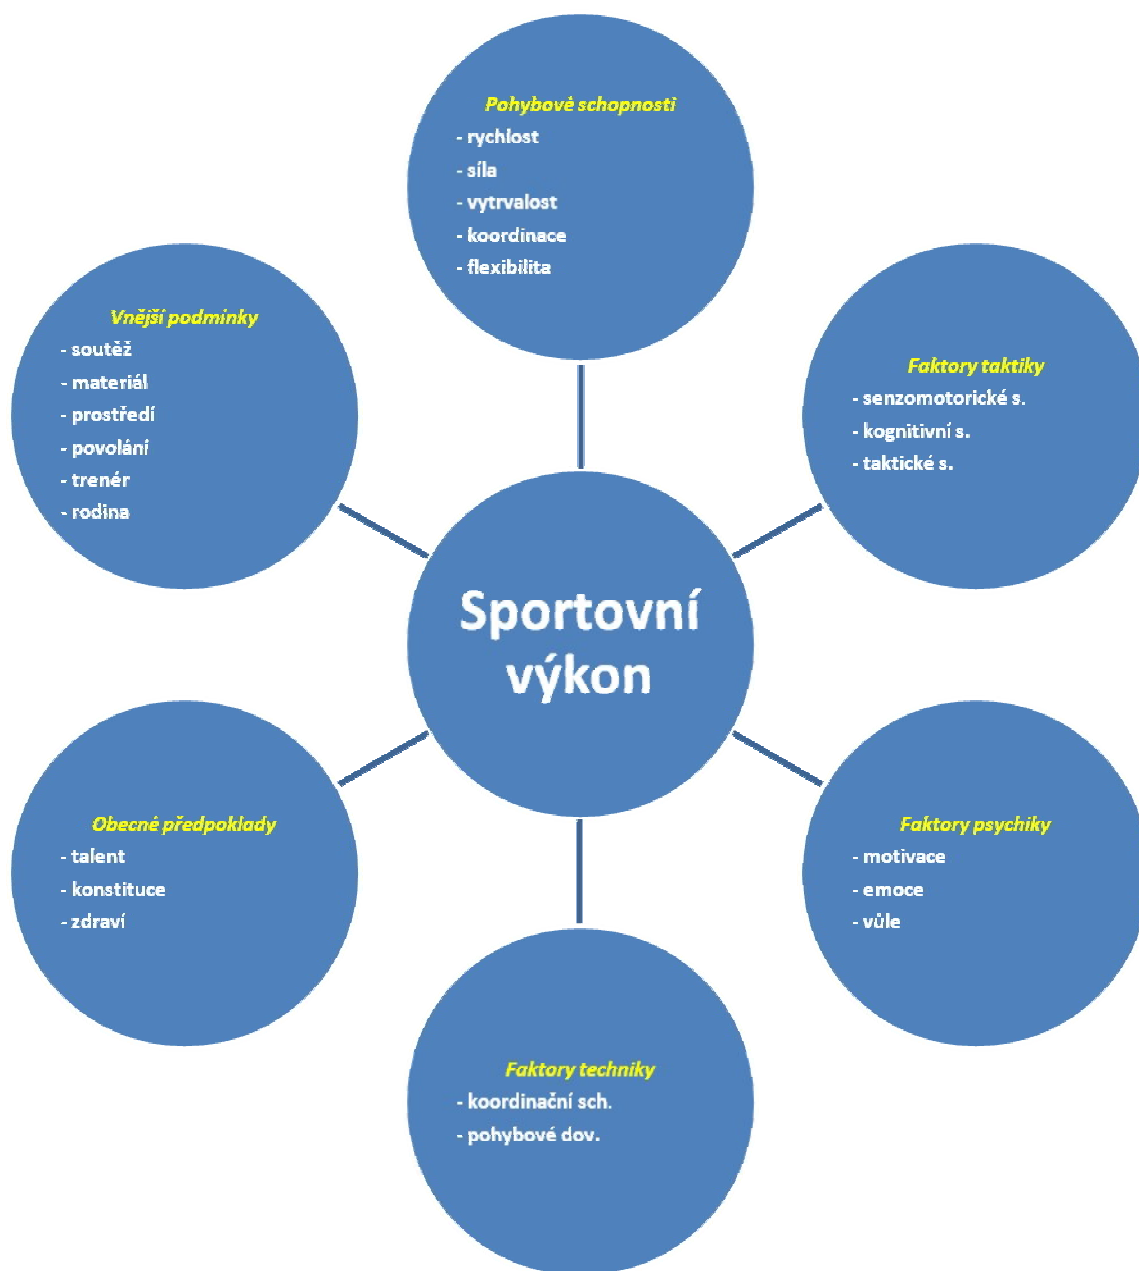 Pohybové schopnosti
- rychlost
- síla
- vytrvalost
- koordinace
- flexibilita
Vnější podmínky
- soutěž
- materiál
- prostředí
- povolání
- trenér
- rodina
Faktory taktiky
- senzomotorické s.
- kognitivní s.
- taktické s.
Sportovní
výkon
Obecné předpoklady
- talent
- konstituce
- zdraví
Faktory psychiky
- motivace
- emoce
- vůle
Faktory techniky
- koordinační sch.
- pohybové dov.